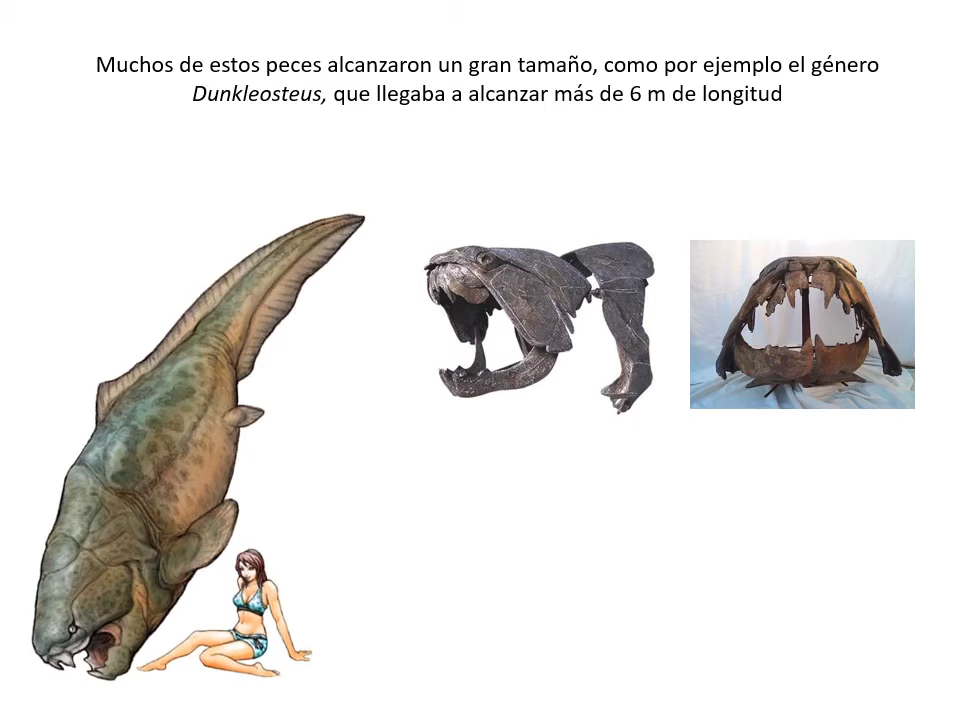 Muchos de estos peces alcanzaron un gran tamaño, como por ejemplo el género
Dunkleosteus, que llegaba a alcanzar más de 6 m de longitud